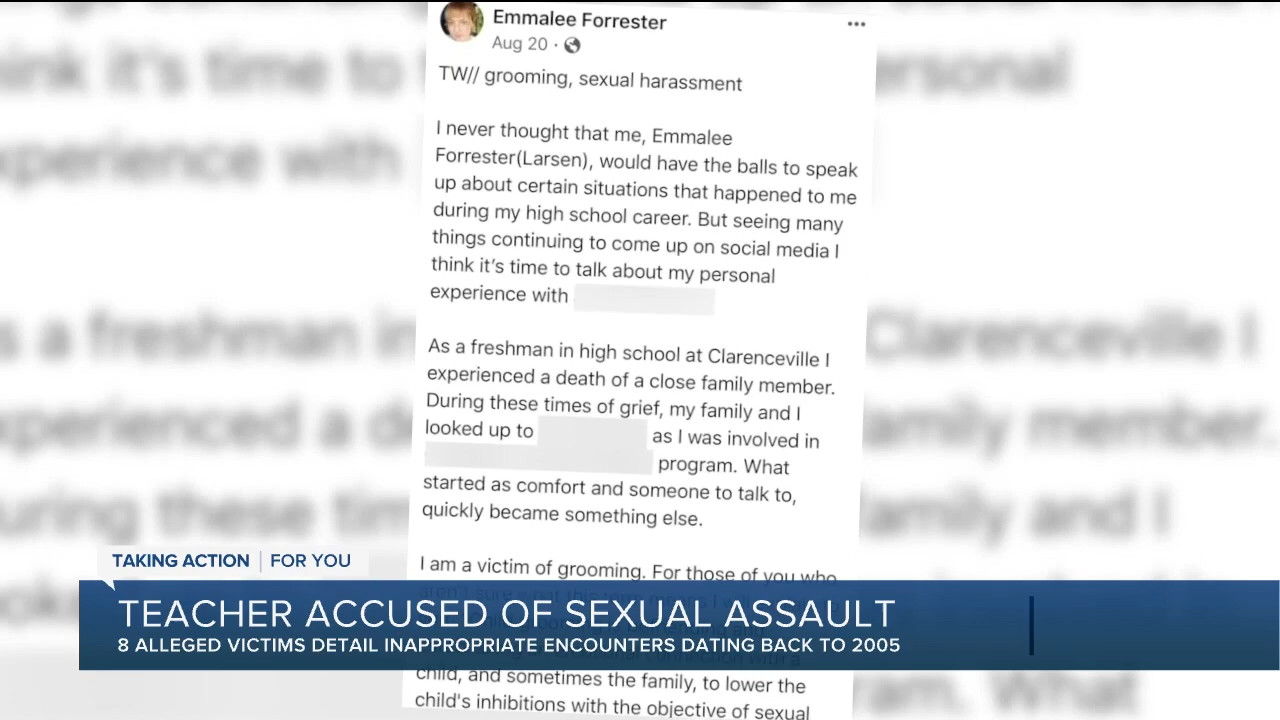 Emmalee Forrester
Aug 20 ·
TW// grooming, sexual harassment
I never thought that me, Emmalee
Forrester(Larsen), would have the balls to speak
up about certain situations that happened to me
during my high school career. But seeing many
things continuing to come up on social media I
think it's time to talk about my personal
experience with
As a freshman in high school at Clarenceville I
experienced a death of a close family member.
During these times of grief, my family and I
looked up to as I was involved in
program. What
started as comfort and someone to talk to,
quickly became something else.
I am a victim of grooming. For those of you who
child, and sometimes the family, to lower the
child's inhibitions with the objective of sexual
TAKING ACTION | FOR YOU
TEACHER ACCUSED OF SEXUAL ASSAULT
8 ALLEGED VICTIMS DETAIL INAPPROPRIATE ENCOUNTERS DATING BACK TO 2005